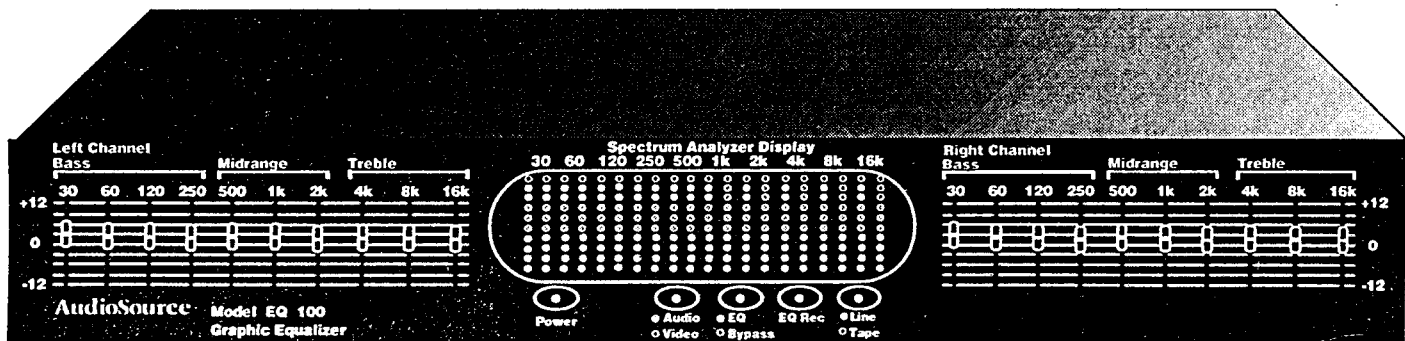 Left Channel
Bass Midrange Treble
30 60 120 250 500 1k 2k 4k 8k 16k
+12
0
-12
Spectrum Analyzer Display
30 60 120 250 500 1k 2k 4k 8k 16k
Right Channel
Bass Midrange Treble
30 60 120 250 500 1k 2k 4k 8k 16k
+12
0
-12
AudioSource Model EQ 100
Graphic Equalizer
Power
Audio
Video
EQ
Bypass
EQ Rec
Line
Tape